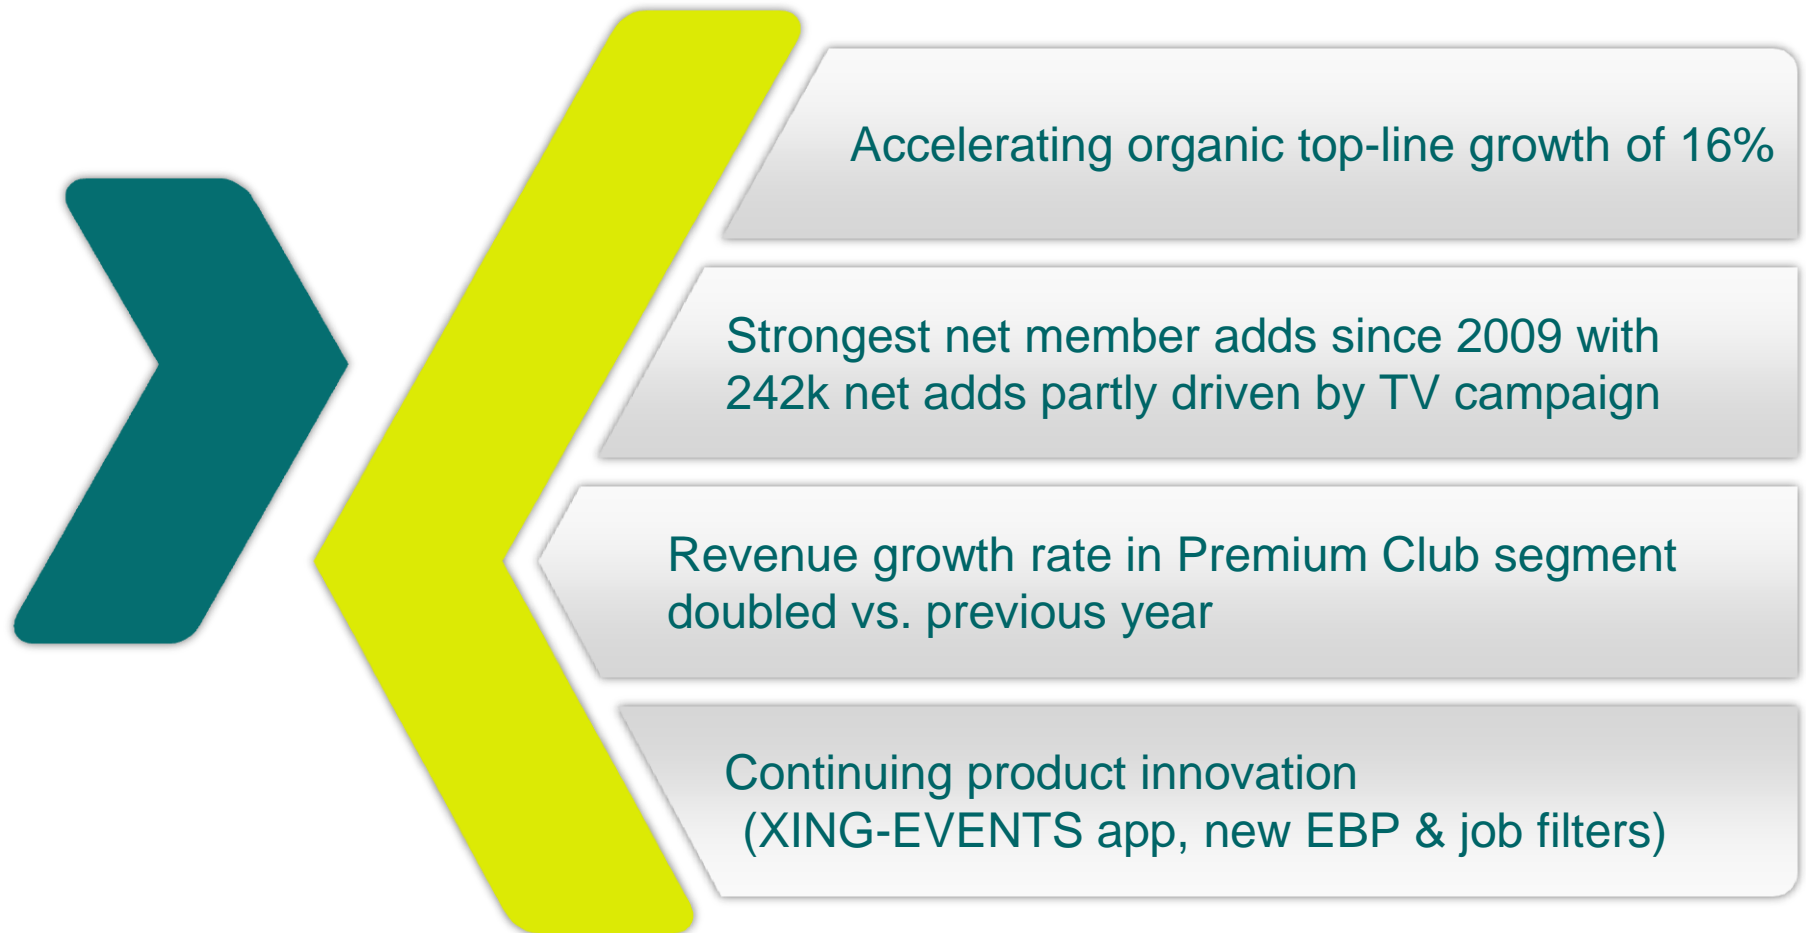 Accelerating organic top-line growth of 16%
Strongest net member adds since 2009 with
242k net adds partly driven by TV campaign
Revenue growth rate in Premium Club segment
doubled vs. previous year
Continuing product innovation
(XING-EVENTS app, new EBP & job filters)